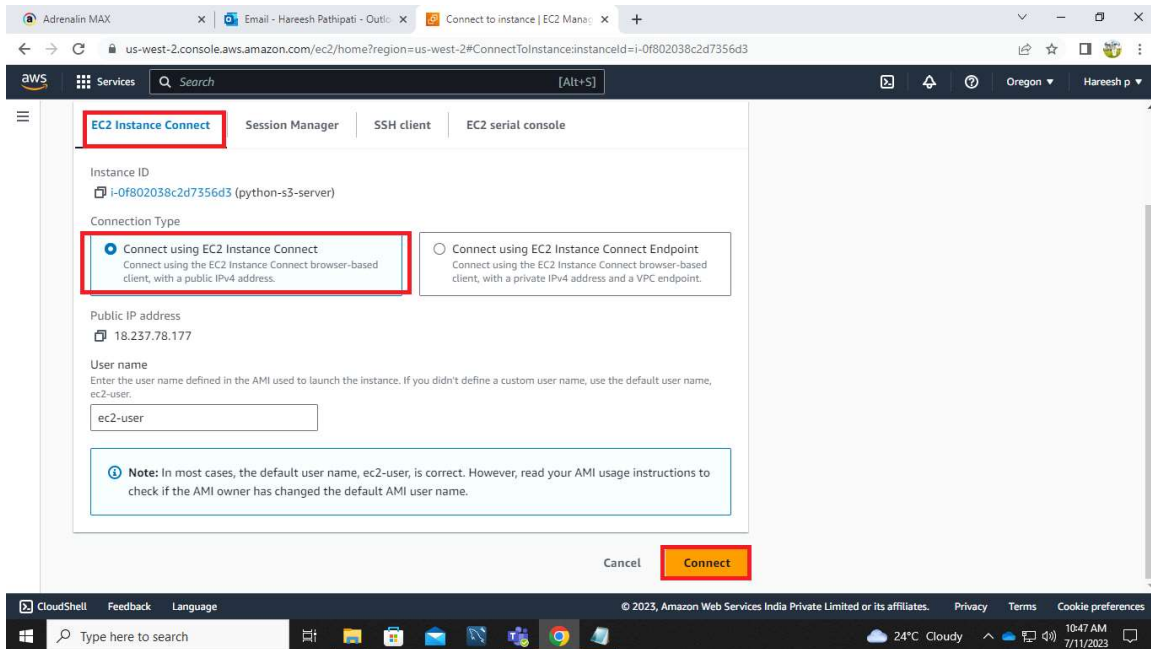 Adrenalin MAX
Email - Hareesh Pathipati - Outlo
Connect to instance | EC2 Manag
us-west-2.console.aws.amazon.com/ec2/home?region=us-west-2#ConnectToInstance:instanceId=i-0f802038c2d7356d3
aws Services Search [Alt+S] Oregon Hareesh p
EC2 Instance Connect Session Manager SSH client EC2 serial console
Instance ID
i-0f802038c2d7356d3 (python-s3-server)
Connection Type
Connect using EC2 Instance Connect
Connect using the EC2 Instance Connect browser-based
client, with a public IPv4 address.
Connect using EC2 Instance Connect Endpoint
Connect using the EC2 Instance Connect browser-based
client, with a private IPv4 address and a VPC endpoint.
Public IP address
18.237.78.177
User name
Enter the user name defined in the AMI used to launch the instance. If you didn't define a custom user name, use the default user name,
ec2-user.
ec2-user
Note: In most cases, the default user name, ec2-user, is correct. However, read your AMI usage instructions to
check if the AMI owner has changed the default AMI user name.
Cancel Connect
CloudShell Feedback Language © 2023, Amazon Web Services India Private Limited or its affiliates. Privacy Terms Cookie preferences
Type here to search 24°C Cloudy 10:47 AM
7/11/2023